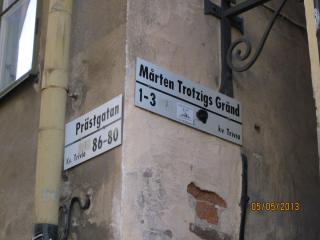 Prästgatan
Kv. Trivia 86-80
Mårten Trotzigs Gränd
1-3
kv. Trivia
05/05/2013